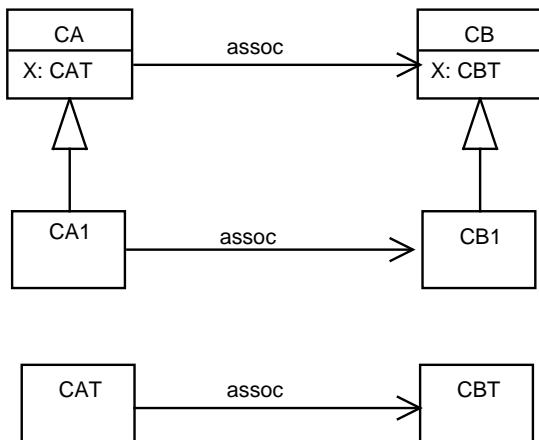 CA
assoc
CB
X: CAT
X: CBT
CA1
assoc
CB1
CAT
assoc
CBT